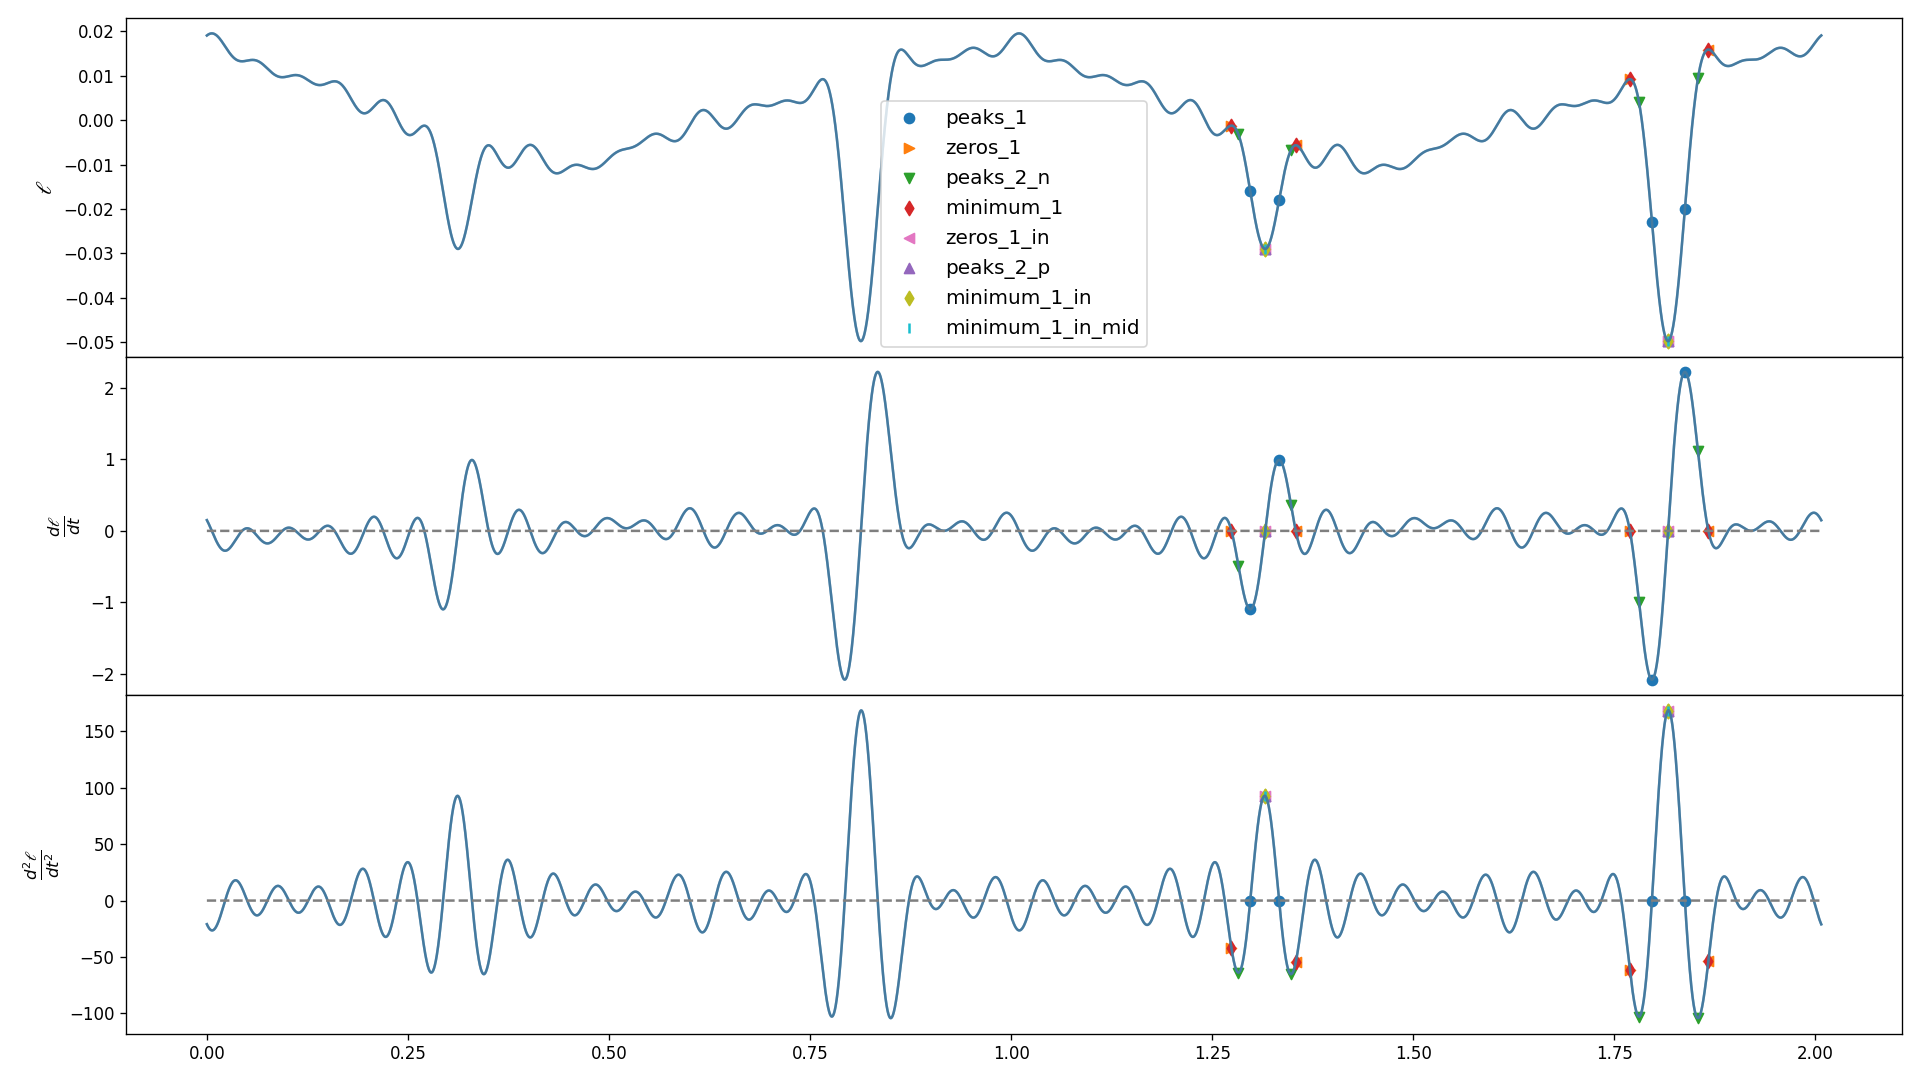 0.02
0.01
0.00
−0.01
−0.02
−0.03
−0.04
−0.05
ℓ
peaks_1
zeros_1
peaks_2_n
minimum_1
zeros_1_in
peaks_2_p
minimum_1_in
minimum_1_in_mid
2
1
0
−1
−2
dℓ
dt
150
100
50
0
−50
−100
d²ℓ
dt²
0.00 0.25 0.50 0.75 1.00 1.25 1.50 1.75 2.00